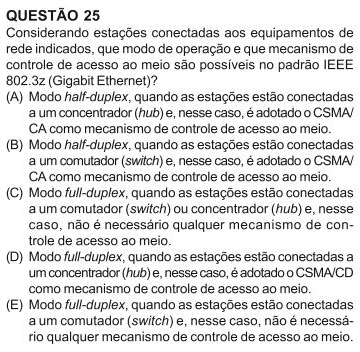 QUESTÃO 25
Considerando estações conectadas aos equipamentos de
rede indicados, que modo de operação e que mecanismo de
controle de acesso ao meio são possíveis no padrão IEEE
802.3z (Gigabit Ethernet)?
(A) Modo half-duplex, quando as estações estão conectadas
a um concentrador (hub) e, nesse caso, é adotado o CSMA/
CA como mecanismo de controle de acesso ao meio.
(B) Modo half-duplex, quando as estações estão conectadas
a um comutador (switch) e, nesse caso, é adotado o CSMA/
CA como mecanismo de controle de acesso ao meio.
(C) Modo full-duplex, quando as estações estão conectadas
a um comutador (switch) ou concentrador (hub) e, nesse
caso, não é necessário qualquer mecanismo de con-
trole de acesso ao meio.
(D) Modo full-duplex, quando as estações estão conectadas a
um concentrador (hub) e, nesse caso, é adotado o CSMA/CD
como mecanismo de controle de acesso ao meio.
(E) Modo full-duplex, quando as estações estão conectadas
a um comutador (switch) e, nesse caso, não é necessá-
rio qualquer mecanismo de controle de acesso ao meio.